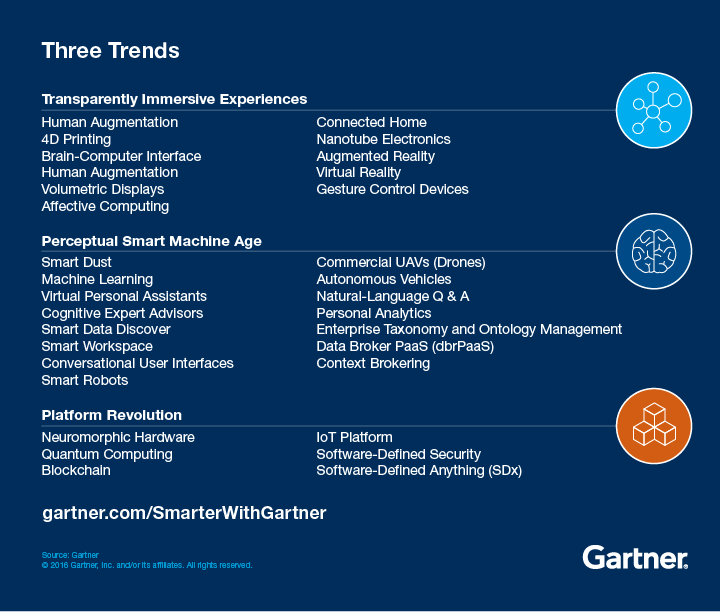 Three Trends
Transparently Immersive Experiences
Human Augmentation
4D Printing
Brain-Computer Interface
Human Augmentation
Volumetric Displays
Affective Computing
Connected Home
Nanotube Electronics
Augmented Reality
Virtual Reality
Gesture Control Devices
Perceptual Smart Machine Age
Smart Dust
Machine Learning
Virtual Personal Assistants
Cognitive Expert Advisors
Smart Data Discover
Smart Workspace
Conversational User Interfaces
Smart Robots
Commercial UAVs (Drones)
Autonomous Vehicles
Natural-Language Q & A
Personal Analytics
Enterprise Taxonomy and Ontology Management
Data Broker PaaS (dbrPaaS)
Context Brokering
Platform Revolution
Neuromorphic Hardware
Quantum Computing
Blockchain
IoT Platform
Software-Defined Security
Software-Defined Anything (SDx)
gartner.com/SmarterWithGartner
Source: Gartner
© 2016 Gartner, Inc. and/or its affiliates. All rights reserved.
Gartner®